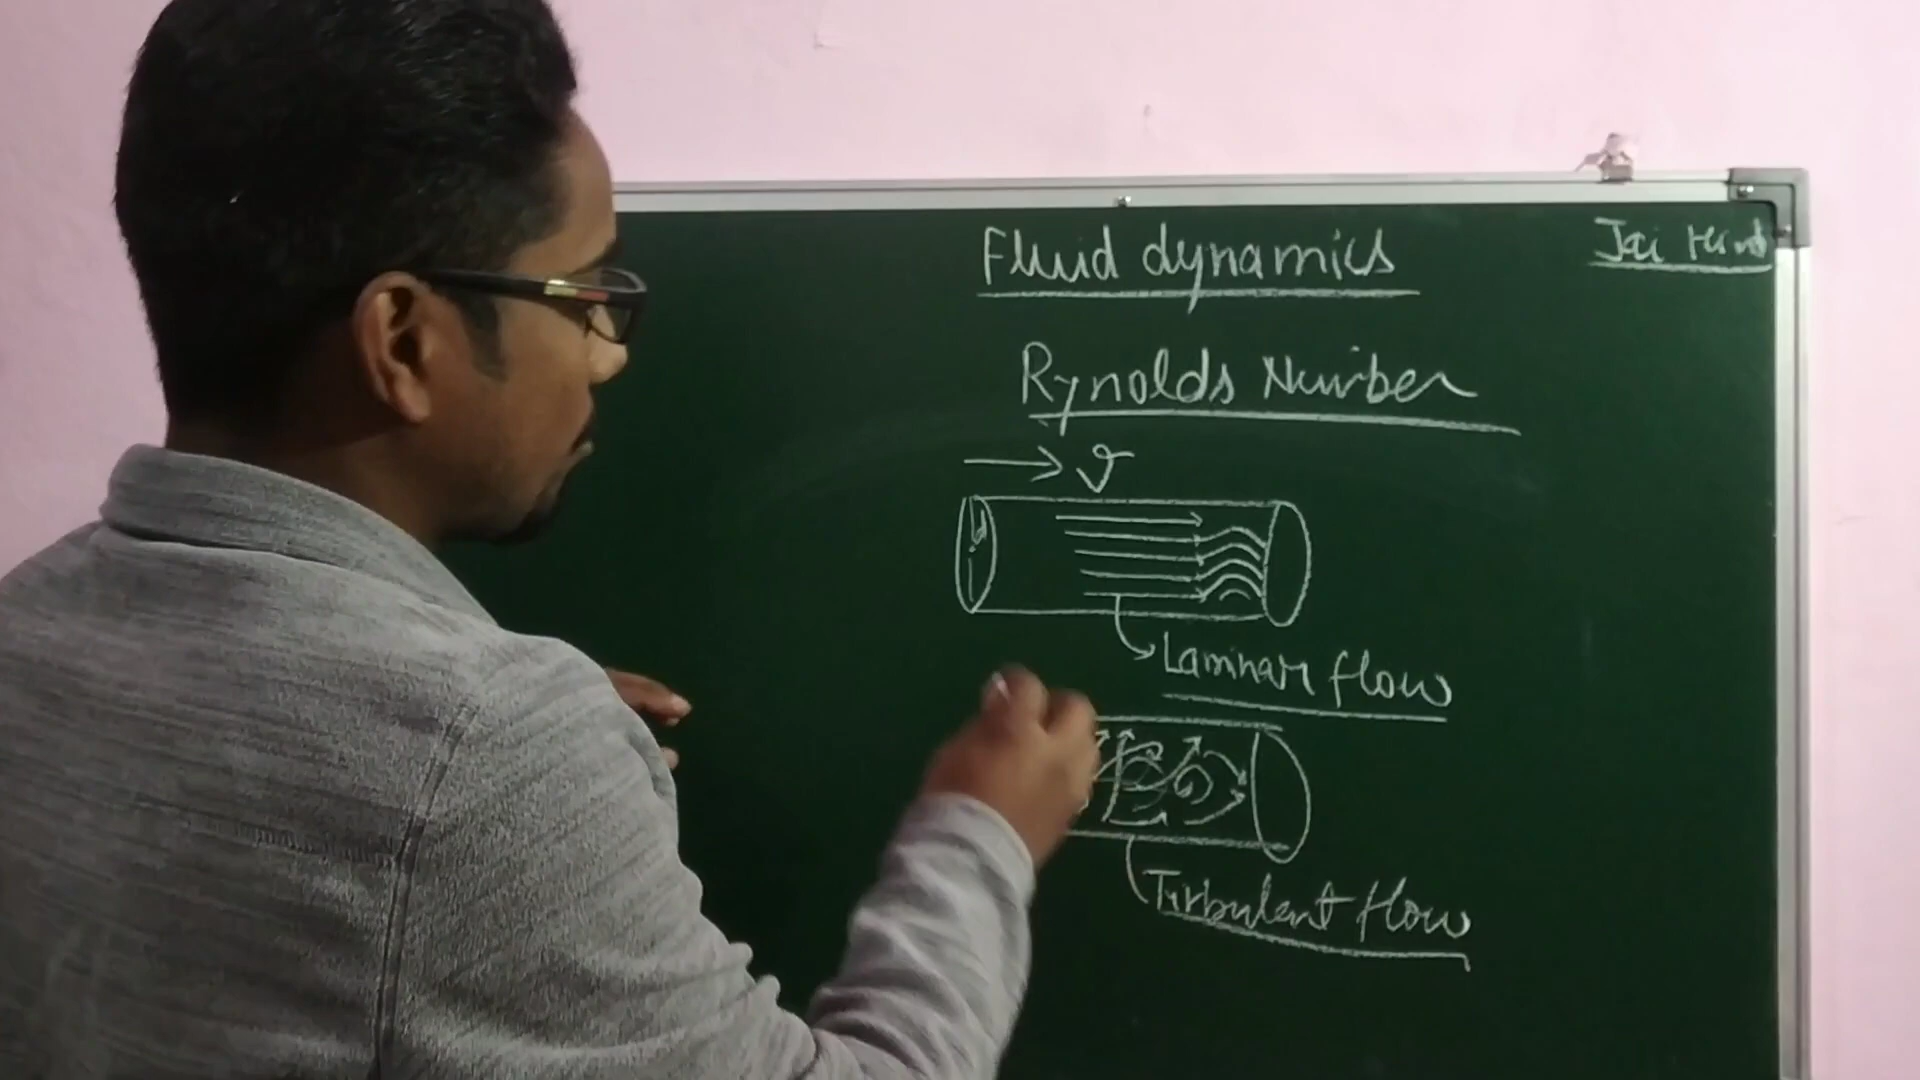 Fluid dynamics
Jai Hind
Rynolds Number
v
d
Laminar flow
Turbulent flow